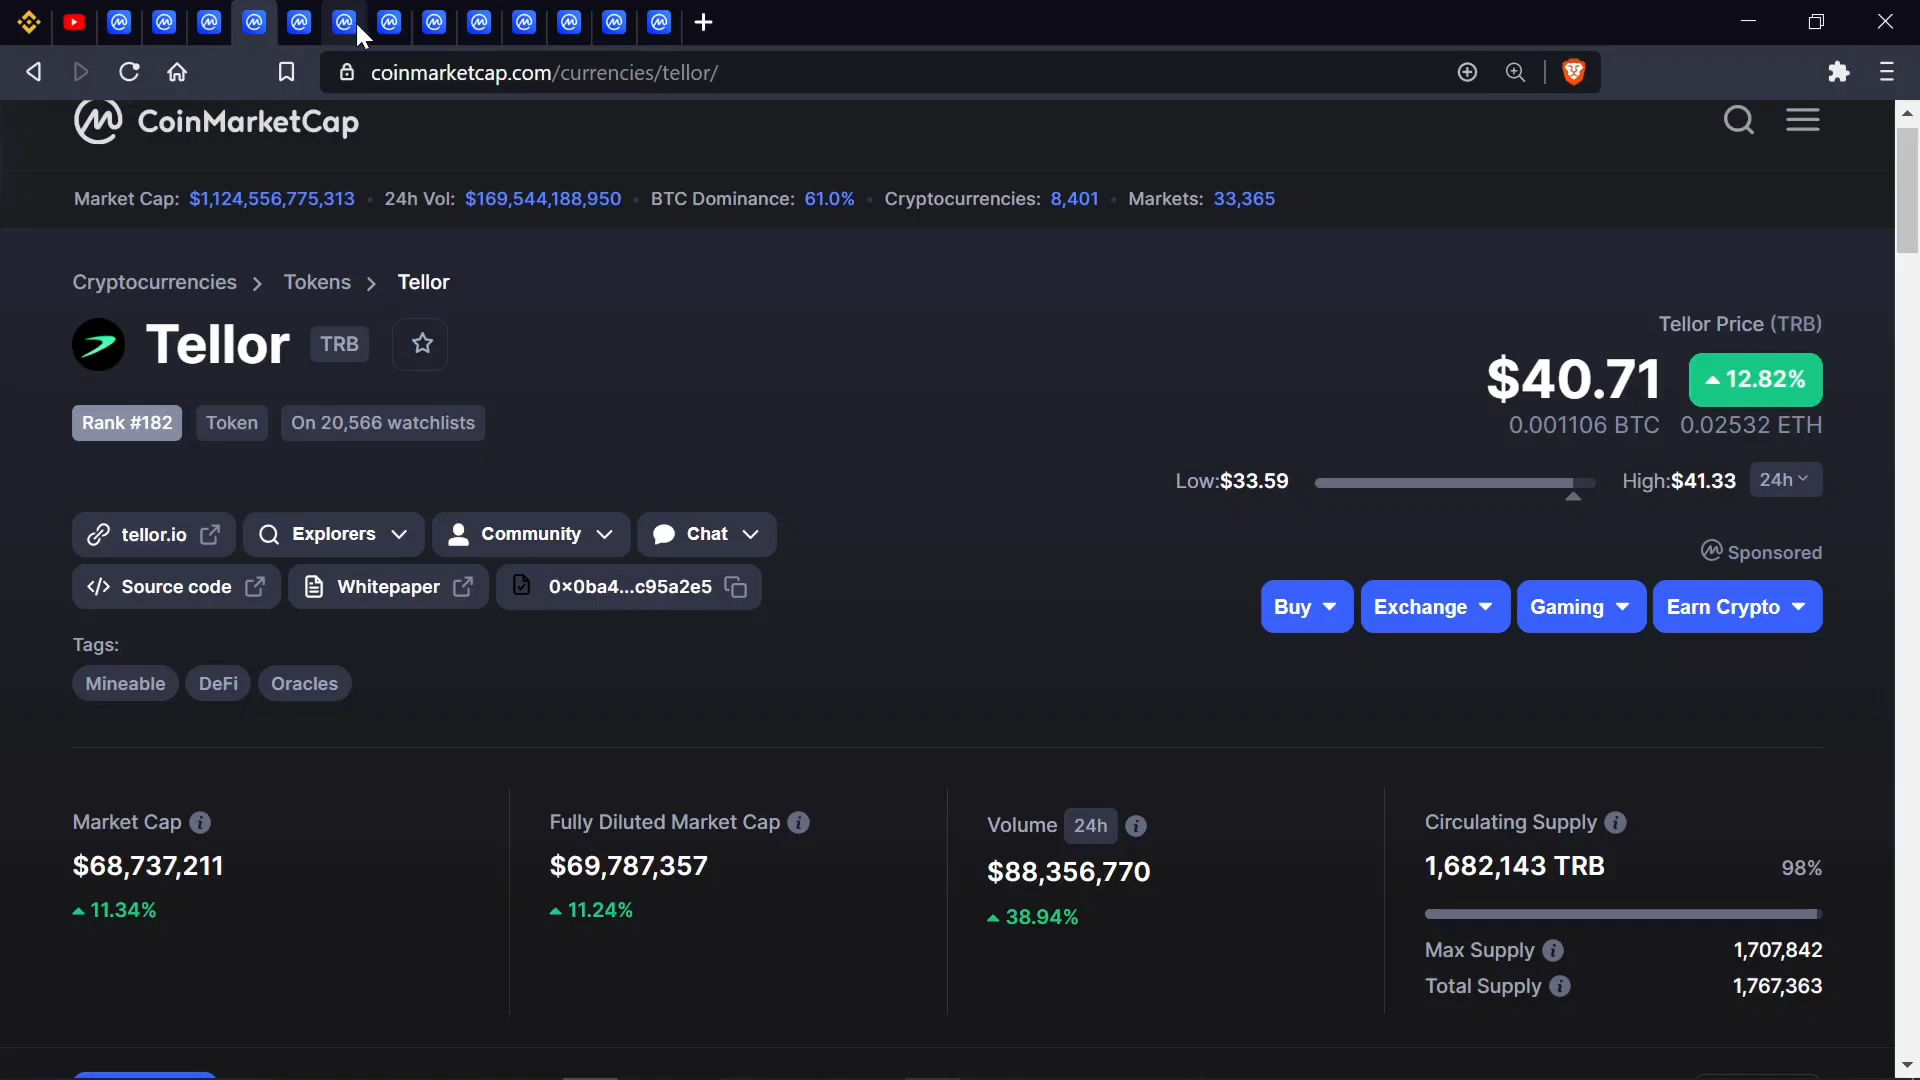 coinmarketcap.com/currencies/tellor/
CoinMarketCap
Market Cap: $1,124,556,775,313 • 24h Vol: $169,544,188,950 • BTC Dominance: 61.0% • Cryptocurrencies: 8,401 • Markets: 33,365
Cryptocurrencies > Tokens > Tellor
Tellor TRB
Tellor Price (TRB)
$40.71 12.82%
0.001106 BTC 0.02532 ETH
Rank #182 Token On 20,566 watchlists
Low:$33.59 High:$41.33 24h
tellor.io Explorers Community Chat
Sponsored
Source code Whitepaper 0x0ba4...c95a2e5
Buy Exchange Gaming Earn Crypto
Tags:
Mineable DeFi Oracles
Market Cap
$68,737,211
11.34%
Fully Diluted Market Cap
$69,787,357
11.24%
Volume 24h
$88,356,770
38.94%
Circulating Supply
1,682,143 TRB 98%
Max Supply 1,707,842
Total Supply 1,767,363